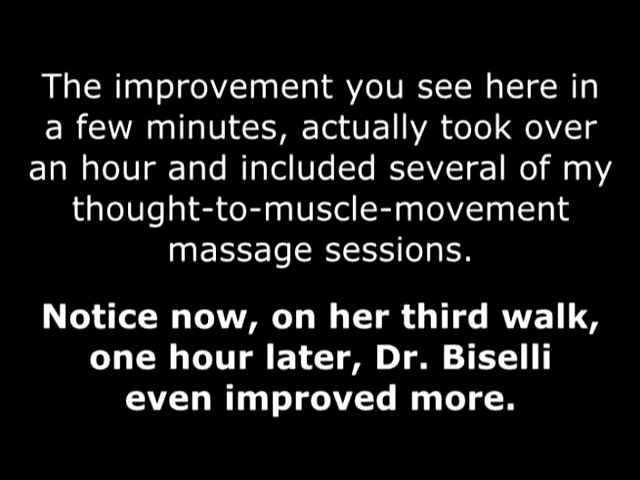 The improvement you see here in
a few minutes, actually took over
an hour and included several of my
thought-to-muscle-movement
massage sessions.
Notice now, on her third walk,
one hour later, Dr. Biselli
even improved more.